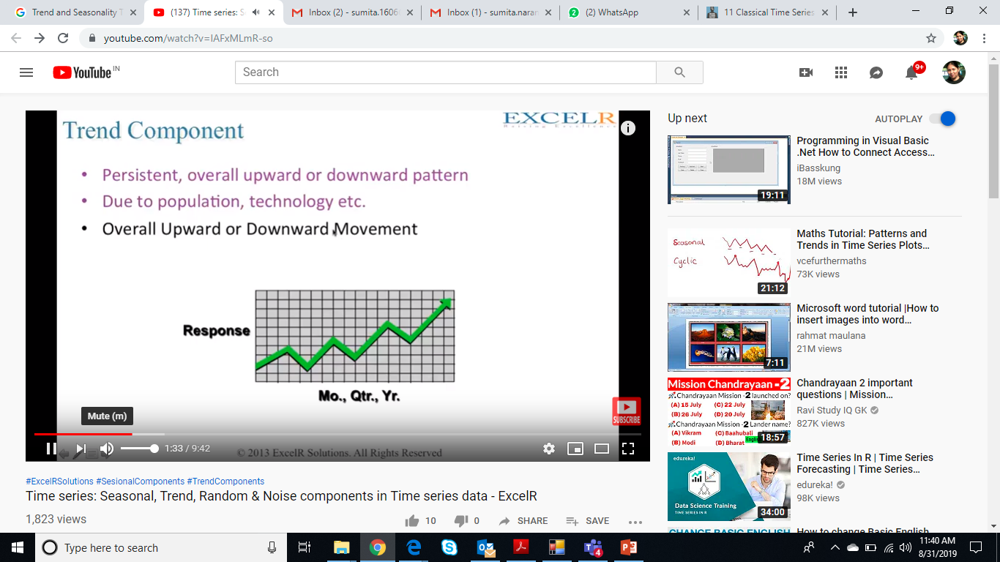 Trend and Seasonality T
(137) Time series: S
Inbox (2) - sumita.1606
Inbox (1) - sumita.naran
(2) WhatsApp
11 Classical Time Series
youtube.com/watch?v=IAFxMLmR-so
YouTube IN
Search
9+
Trend Component
EXCELR
Raising Excellence
• Persistent, overall upward or downward pattern
• Due to population, technology etc.
• Overall Upward or Downward Movement
Response
Mo., Qtr., Yr.
SUBSCRIBE
Mute (m)
1:33 / 9:42
© 2013 ExcelR Solutions. All Rights Reserved
#ExcelRSolutions #SesionalComponents #TrendComponents
Time series: Seasonal, Trend, Random & Noise components in Time series data - ExcelR
1,823 views
10
0
SHARE
SAVE
Up next
AUTOPLAY
Programming in Visual Basic
.Net How to Connect Access...
iBasskung
18M views
19:11
Seasonal
Cyclic
21:12
Maths Tutorial: Patterns and
Trends in Time Series Plots...
vcefurthermaths
73K views
7:11
Microsoft word tutorial |How to
insert images into word...
rahmat maulana
21M views
Mission Chandrayaan -2
Chandrayaan Mission -2 launched on?
(A) 15 July (C) 22 July
(B) 26 July (D) 20 July
Chandrayaan Mission -2 Lander name?
(A) Vikram (C) Baahubali
(B) Modi (D) Bharat
18:57
Chandrayaan 2 important
questions | Mission...
Ravi Study IQ GK
827K views
edureka!
Data Science Training
TIME SERIES IN R
34:00
Time Series In R | Time Series
Forecasting | Time Series...
edureka!
98K views
CHANGE BASIC ENGLISH
How to change Basic English
Type here to search
4
11:40 AM
8/31/2019